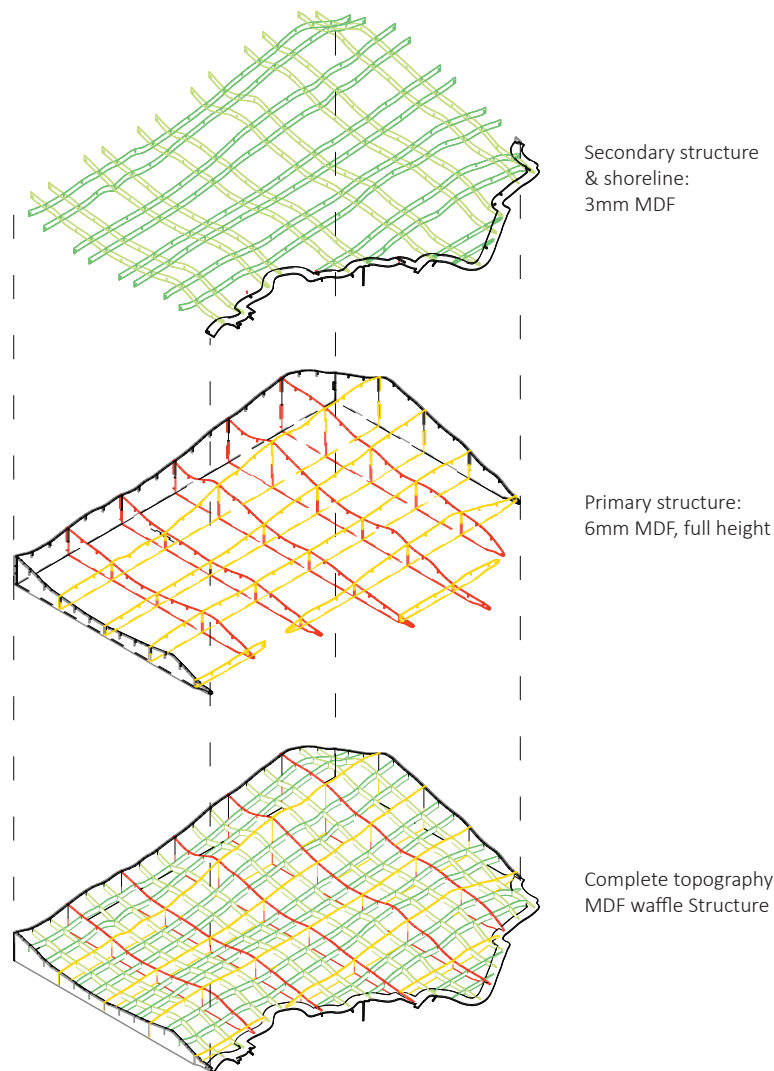 Secondary structure
& shoreline:
3mm MDF
Primary structure:
6mm MDF, full height
Complete topography
MDF waffle Structure